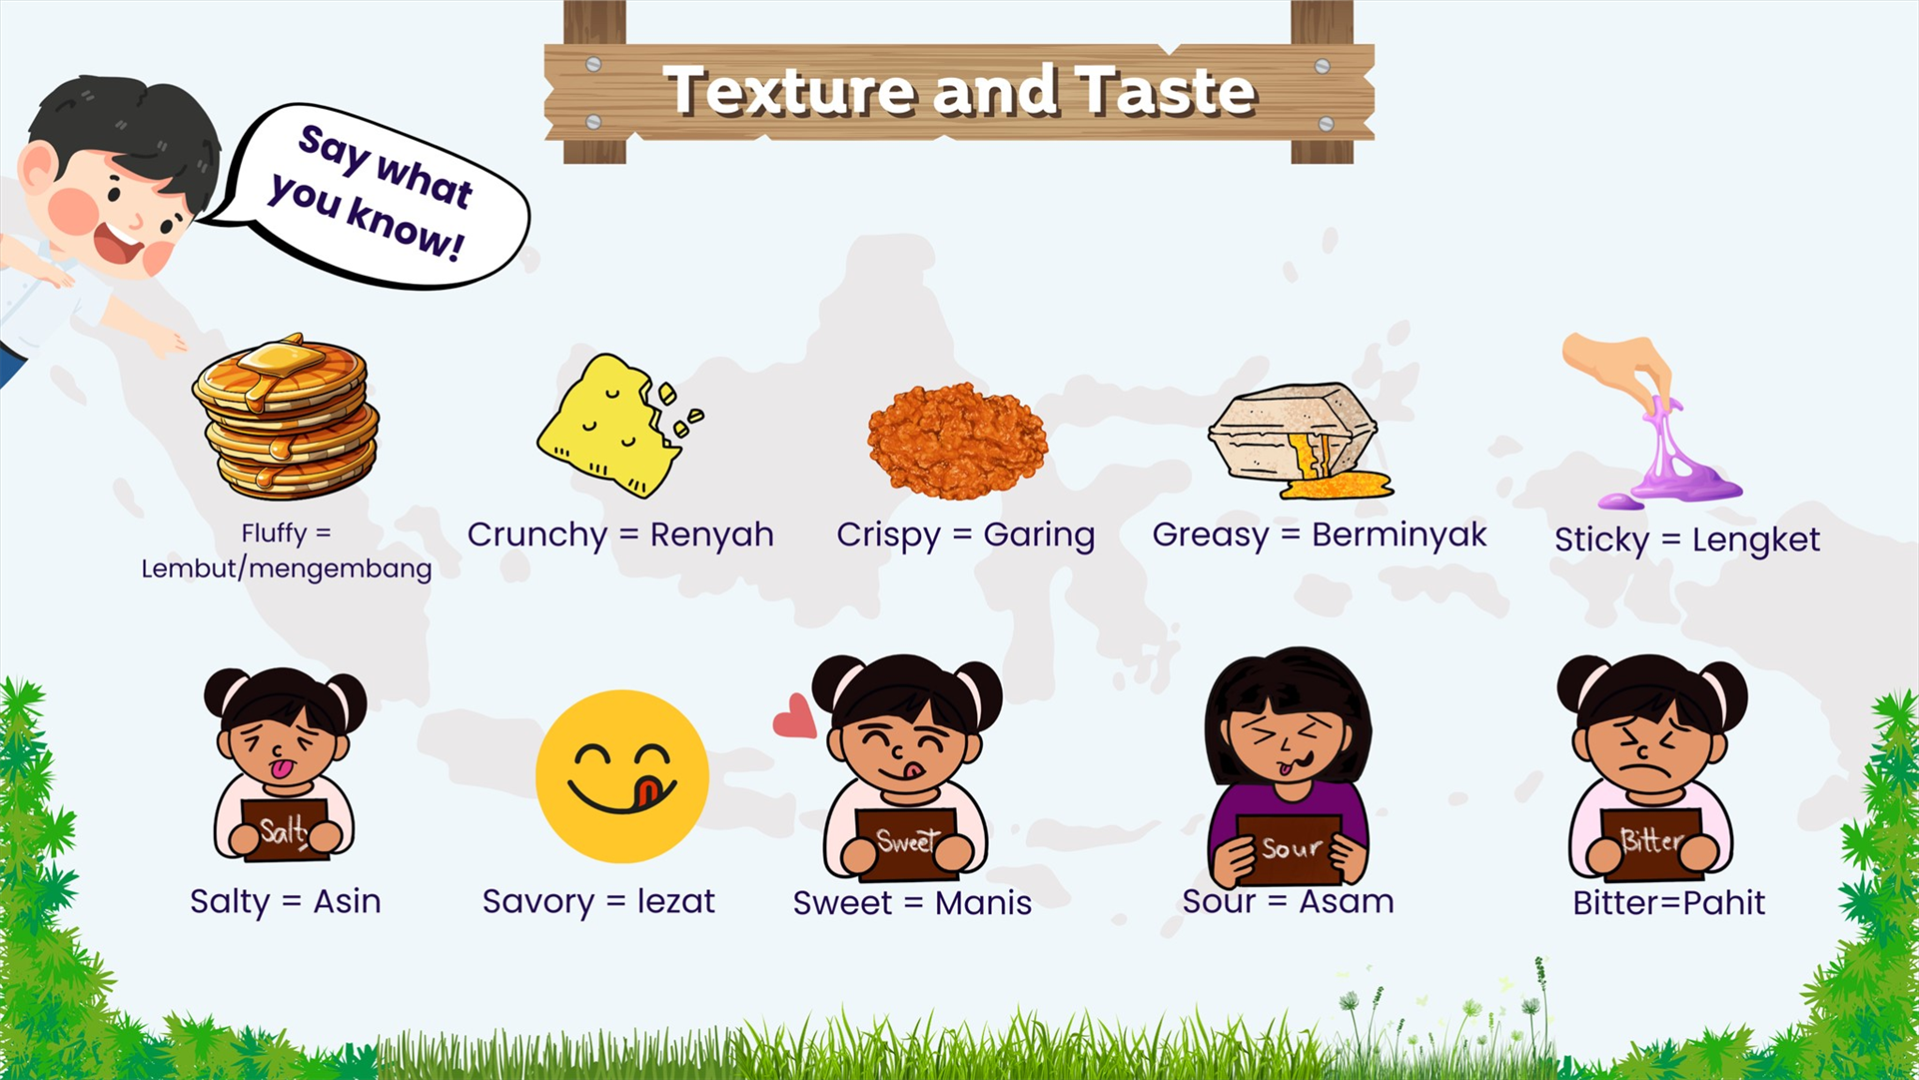 Texture and Taste
Say what
you know!
Fluffy =
Lembut/mengembang
Crunchy = Renyah
Crispy = Garing
Greasy = Berminyak
Sticky = Lengket
Salty
Sweet
Sour
Bitter
Salty = Asin
Savory = lezat
Sweet = Manis
Sour = Asam
Bitter=Pahit